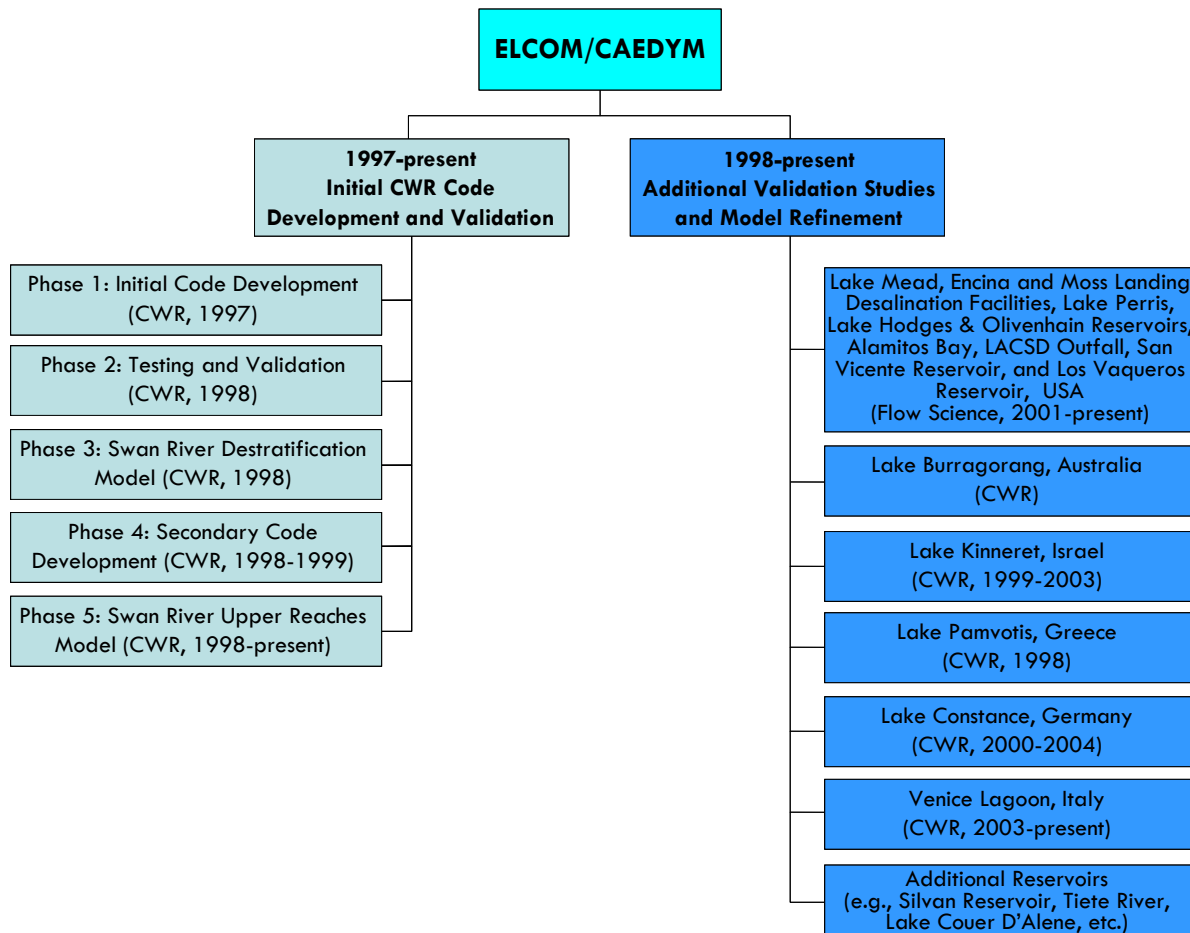 ELCOM/CAEDYM
1997-present
Initial CWR Code
Development and Validation
1998-present
Additional Validation Studies
and Model Refinement
Phase 1: Initial Code Development
(CWR, 1997)
Phase 2: Testing and Validation
(CWR, 1998)
Phase 3: Swan River Destratification
Model (CWR, 1998)
Phase 4: Secondary Code
Development (CWR, 1998-1999)
Phase 5: Swan River Upper Reaches
Model (CWR, 1998-present)
Lake Mead, Encina and Moss Landing
Desalination Facilities, Lake Perris,
Lake Hodges & Olivenhain Reservoirs,
Alamitos Bay, LACSD Outfall, San
Vicente Reservoir, and Los Vaqueros
Reservoir, USA
(Flow Science, 2001-present)
Lake Burragorang, Australia
(CWR)
Lake Kinneret, Israel
(CWR, 1999-2003)
Lake Pamvotis, Greece
(CWR, 1998)
Lake Constance, Germany
(CWR, 2000-2004)
Venice Lagoon, Italy
(CWR, 2003-present)
Additional Reservoirs
(e.g., Silvan Reservoir, Tiete River,
Lake Couer D'Alene, etc.)